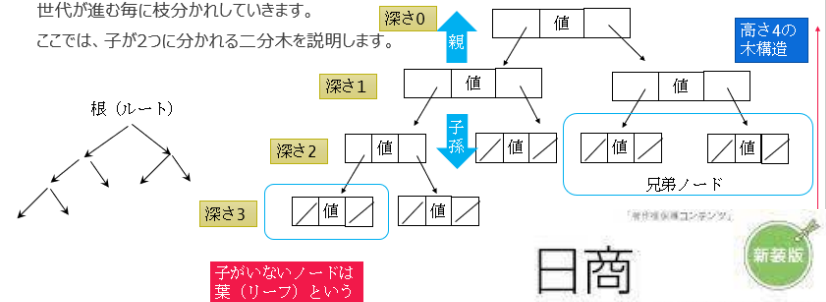 世代が進む毎に枝分かれしていきます。
ここでは、子が2つに分かれる二分木を説明します。
深さ0
親
値
高さ4の
木構造
深さ1
値
値
根（ルート）
子孫
深さ2
値
値
値
値
兄弟ノード
深さ3
値
値
子がいないノードは
葉（リーフ）という
日商
新装版